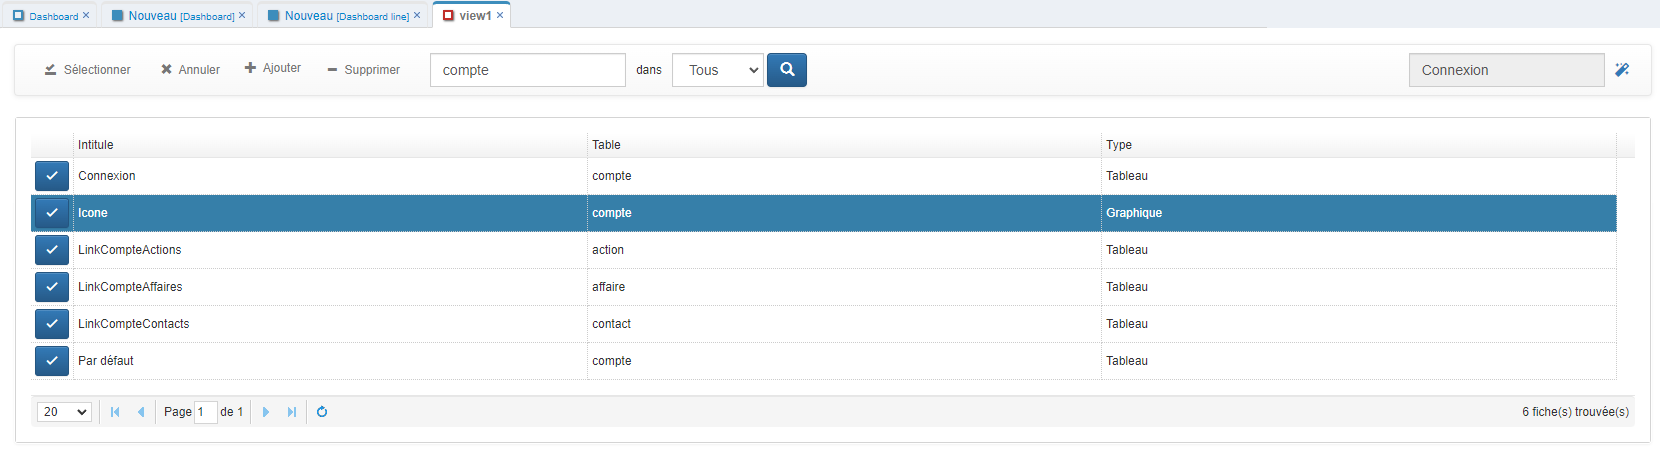 Dashboard × Nouveau [Dashboard] × Nouveau [Dashboard line] × view1 ×
Sélectionner Annuler Ajouter Supprimer compte dans Tous Connexion
Intitule Table Type
Connexion compte Tableau
Icone compte Graphique
LinkCompteActions action Tableau
LinkCompteAffaires affaire Tableau
LinkCompteContacts contact Tableau
Par défaut compte Tableau
20 Page 1 de 1 6 fiche(s) trouvée(s)